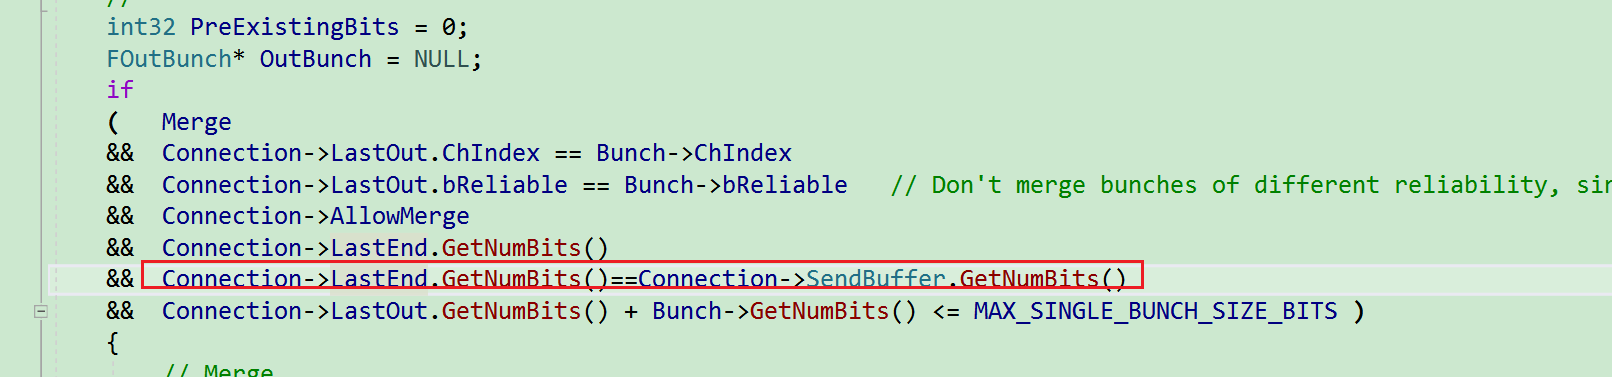 //
int32 PreExistingBits = 0;
FOutBunch* OutBunch = NULL;
if
(   Merge
&&  Connection->LastOut.ChIndex == Bunch->ChIndex
&&  Connection->LastOut.bReliable == Bunch->bReliable   // Don't merge bunches of different reliability, sin
&&  Connection->AllowMerge
&&  Connection->LastEnd.GetNumBits()
&&  Connection->LastEnd.GetNumBits()==Connection->SendBuffer.GetNumBits()
&&  Connection->LastOut.GetNumBits() + Bunch->GetNumBits() <= MAX_SINGLE_BUNCH_SIZE_BITS )
{
// Merge